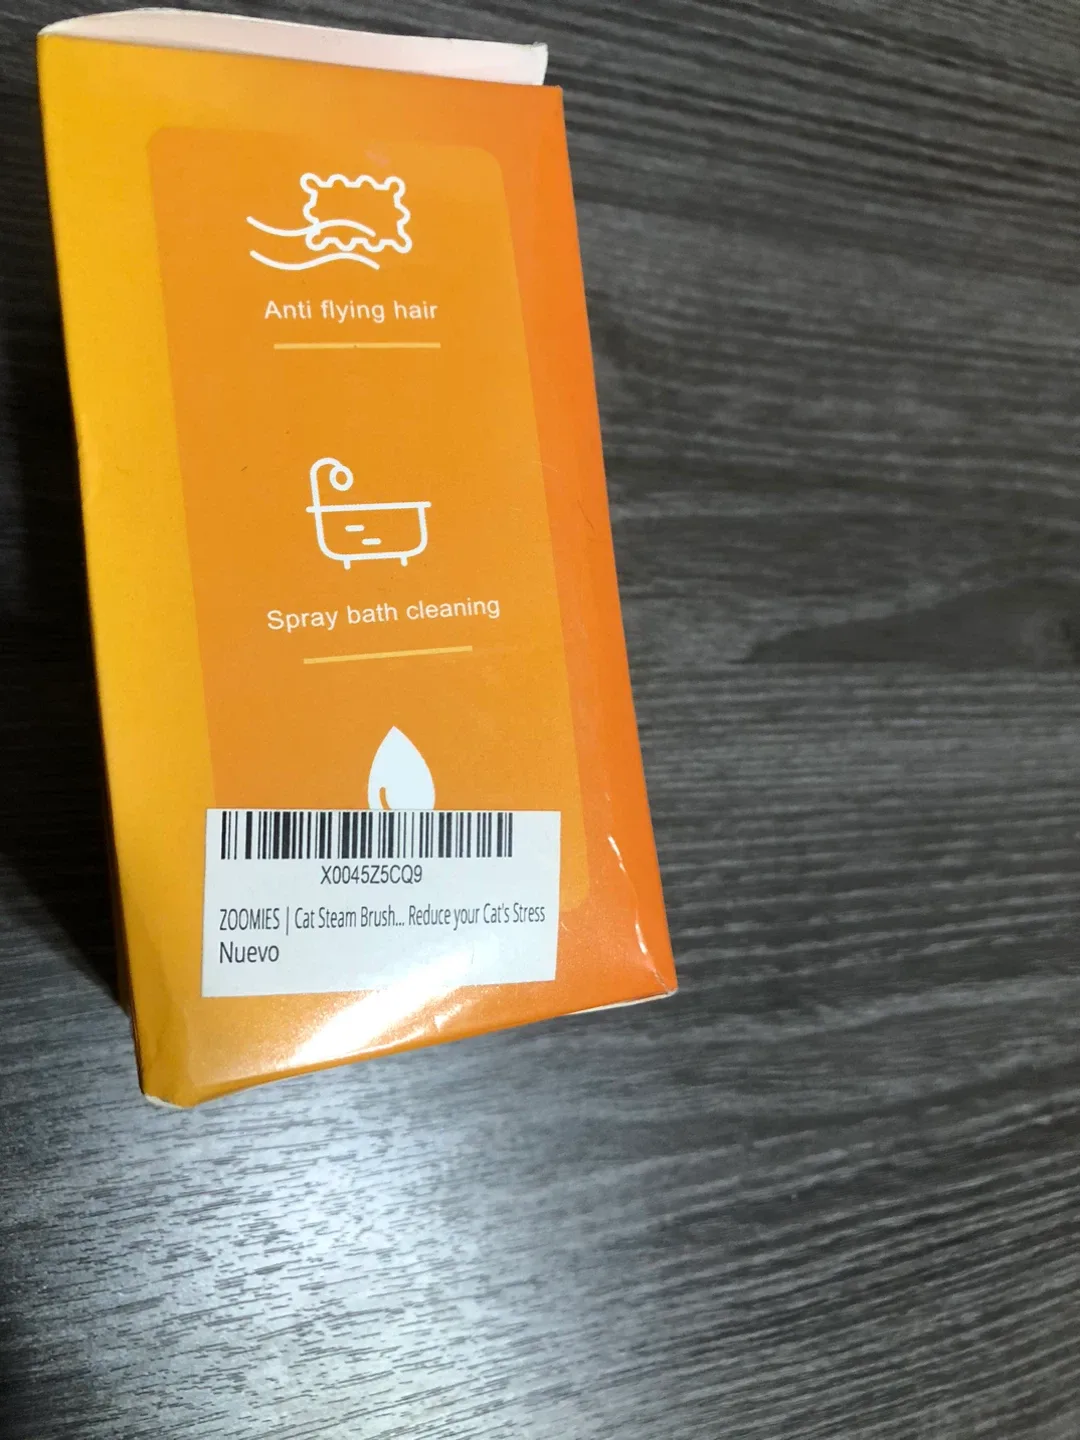 Anti flying hair
Spray bath cleaning
X0045Z5CQ9
ZOOMIES | Cat Steam Brush... Reduce your Cat's Stress
Nuevo